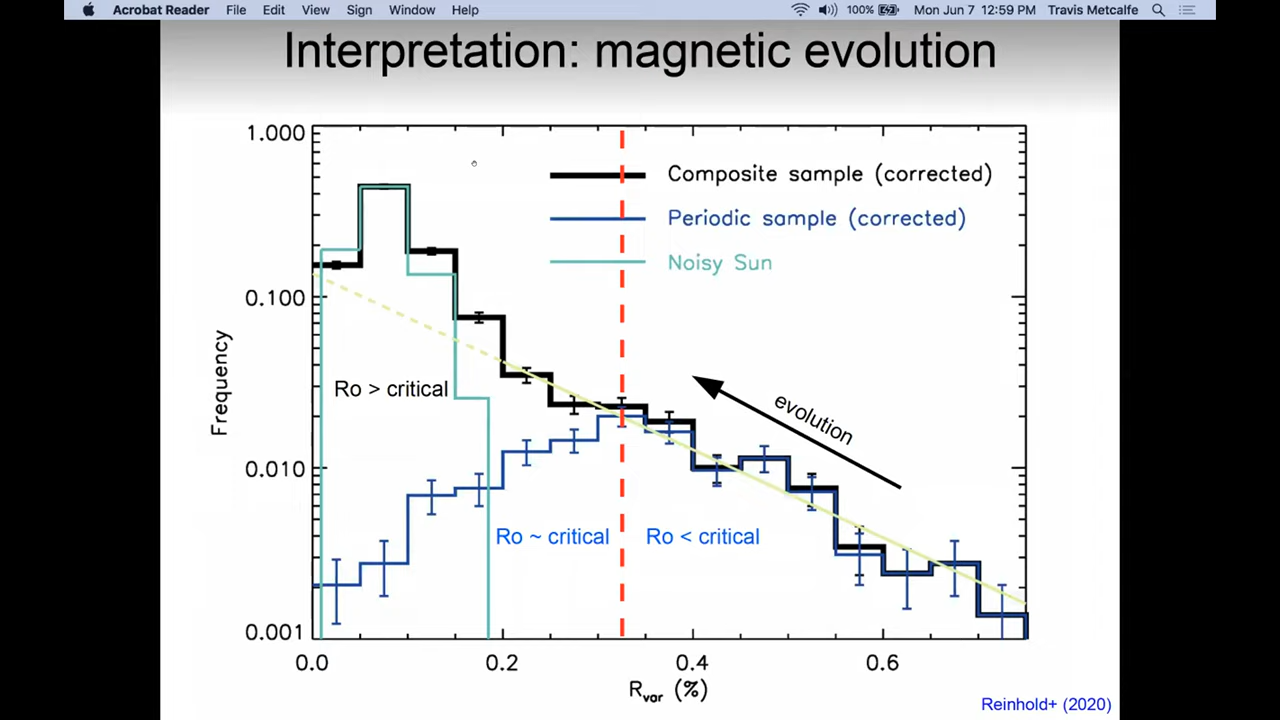 Acrobat Reader File Edit View Sign Window Help 100% Mon Jun 7 12:59 PM Travis Metcalfe
Interpretation: magnetic evolution
1.000
Composite sample (corrected)
Periodic sample (corrected)
Noisy Sun
0.100
Ro > critical
evolution
Frequency
0.010
Ro ~ critical
Ro < critical
0.001
0.0 0.2 0.4 0.6
Rvar (%)
Reinhold+ (2020)